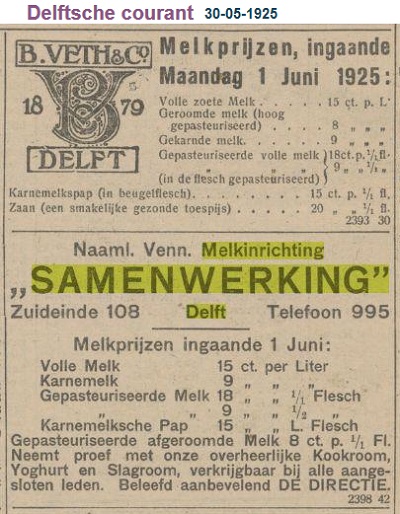 Delftsche courant 30-05-1925
B. VETH & Co
18 79
DELFT
Melkprijzen, ingaande
Maandag 1 Juni 1925:
Volle zoete Melk . . . . . 15 ct. p. L.
Geroomde melk (hoog
gepasteuriseerd) . . . . 8 „ „ „
Gekarnde melk. . . . . . 9 „ „ „
Gepasteuriseerde volle melk } 18 ct. p. 1/1 fl.
(in de flesch gepasteuriseerd) } 9 „ „ 1/2 „
Karnemelkspap (in beugelflesch). . . . . 15 ct. p. 1/1 fl.
Zaan (een smakelijke gezonde toespijs) . . . 20 „ „ 1/1 fl.
2393 30
Naaml. Venn. Melkinrichting
„SAMENWERKING”
Zuideinde 108 Delft Telefoon 995
Melkprijzen ingaande 1 Juni:
Volle Melk 15 ct. per Liter
Karnemelk 9 „ „ „
Gepasteuriseerde Melk 18 „ „ 1/1 Flesch
„ „ 9 „ „ 1/2 „
Karnemelksche Pap 15 „ „ L. Flesch
Gepasteuriseerde afgeroomde Melk 8 ct. p. 1/1 Fl.
Neemt proef met onze overheerlijke Kookroom,
Yoghurt en Slagroom, verkrijgbaar bij alle aange-
sloten leden. Beleefd aanbevelend DE DIRECTIE.
2398 42